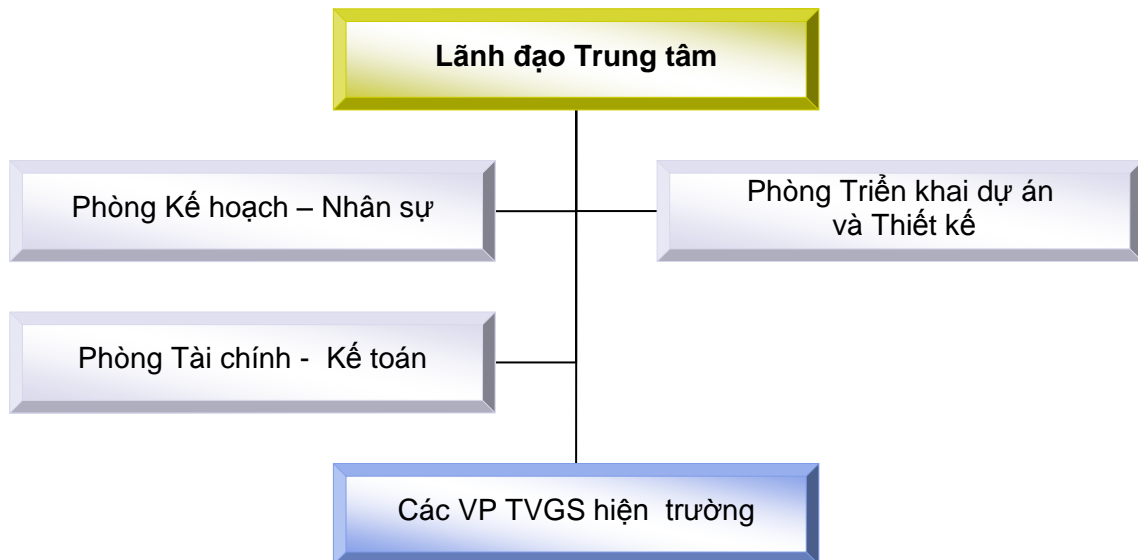 Lãnh đạo Trung tâm
Phòng Kế hoạch – Nhân sự
Phòng Triển khai dự án
và Thiết kế
Phòng Tài chính - Kế toán
Các VP TVGS hiện trường